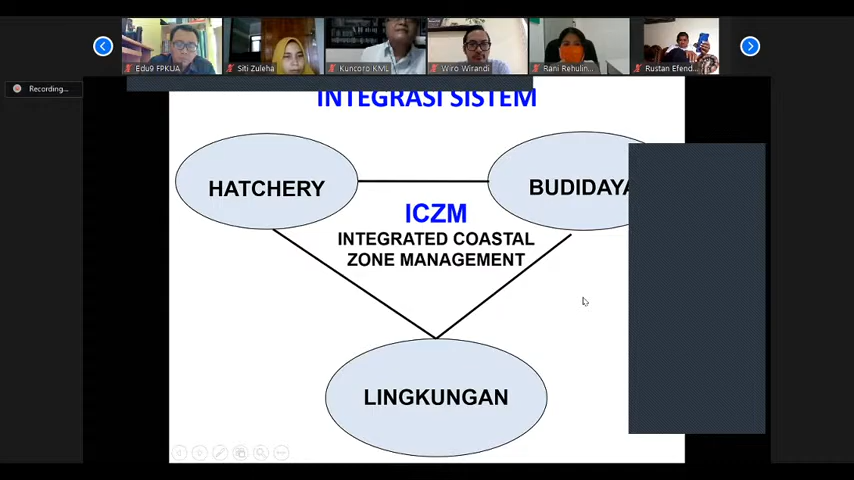 Edu9 FPKUA
Siti Zuleha
Kuncoro KML
Wiro Wirandi
Rani Rehulin...
Rustan Efend...
Recording...
INTEGRASI SISTEM
HATCHERY
BUDIDAYA
ICZM
INTEGRATED COASTAL
ZONE MANAGEMENT
LINGKUNGAN